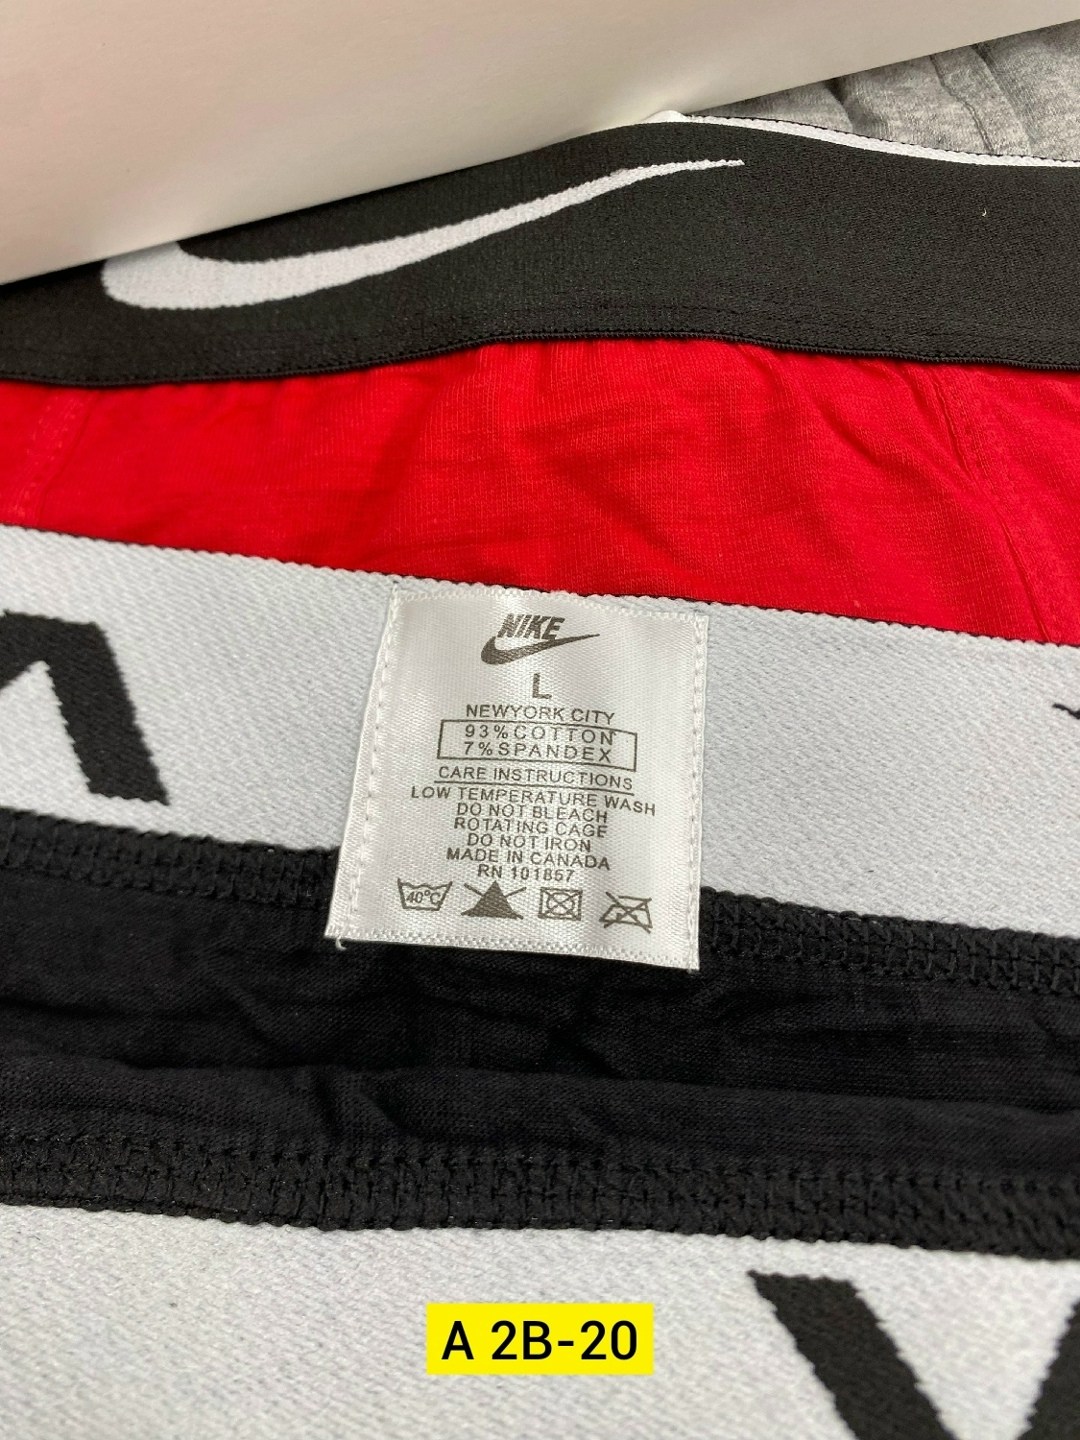 NIKE
L
NEWYORK CITY
93%COTTON
7%SPANDEX
CARE INSTRUCTIONS
LOW TEMPERATURE WASH
DO NOT BLEACH
ROTATING CAGE
DO NOT IRON
MADE IN CANADA
RN 101857
40°C
A 2B-20